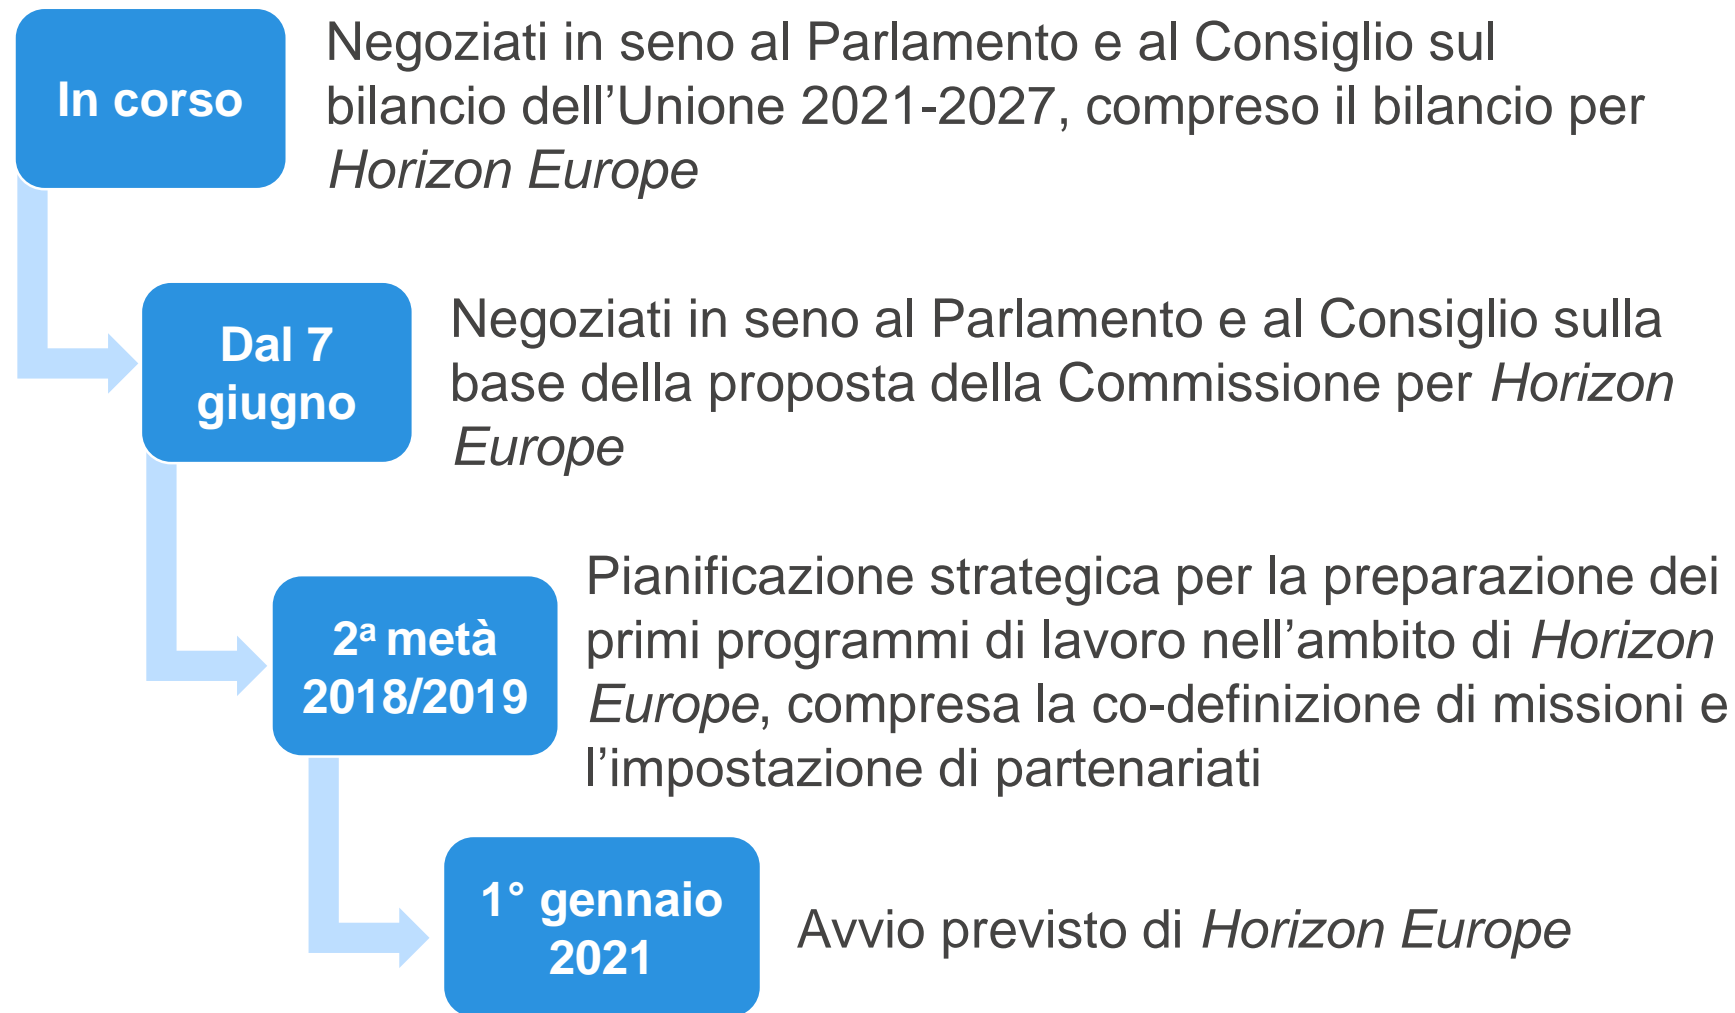 In corso
Negoziati in seno al Parlamento e al Consiglio sul
bilancio dell’Unione 2021-2027, compreso il bilancio per
Horizon Europe
Dal 7
giugno
Negoziati in seno al Parlamento e al Consiglio sulla
base della proposta della Commissione per Horizon
Europe
2ª metà
2018/2019
Pianificazione strategica per la preparazione dei
primi programmi di lavoro nell’ambito di Horizon
Europe, compresa la co-definizione di missioni e
l’impostazione di partenariati
1° gennaio
2021
Avvio previsto di Horizon Europe